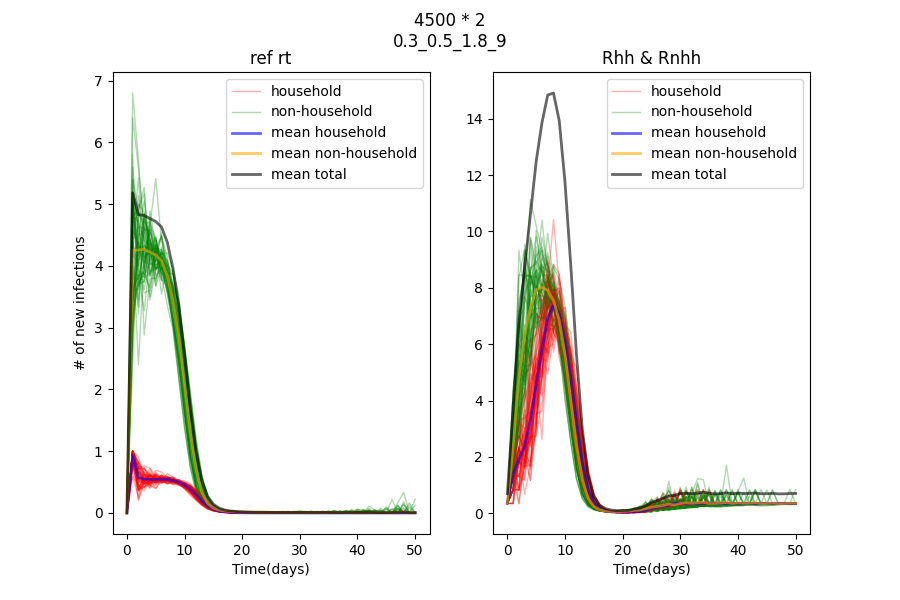 4500 * 2
0.3_0.5_1.8_9
ref rt
Rhh & Rnhh
household
non-household
mean household
mean non-household
mean total
household
non-household
mean household
mean non-household
mean total
# of new infections
7
6
5
4
3
2
1
0
0 10 20 30 40 50
Time(days)
14
12
10
8
6
4
2
0
0 10 20 30 40 50
Time(days)